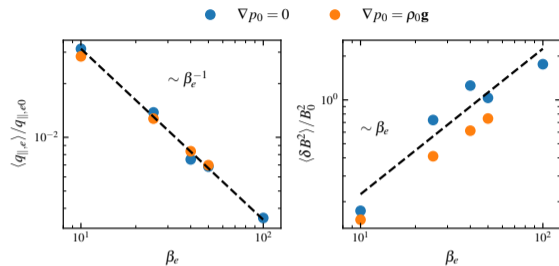 ∇p₀ = 0 ∇p₀ = ρ₀g
⟨q∥,e⟩/q∥,e0
10⁻²
~ βₑ⁻¹
10¹ 10²
βₑ
⟨δB²⟩/B₀²
10⁰
~ βₑ
10¹ 10²
βₑ